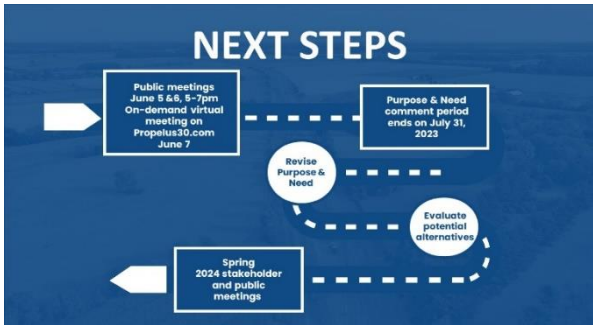 NEXT STEPS
Public meetings
June 5 &6, 5-7pm
On-demand virtual
meeting on
Propelus30.com
June 7
Purpose & Need
comment period
ends on July 31,
2023
Revise
Purpose &
Need
Evaluate
potential
alternatives
Spring
2024 stakeholder
and public
meetings